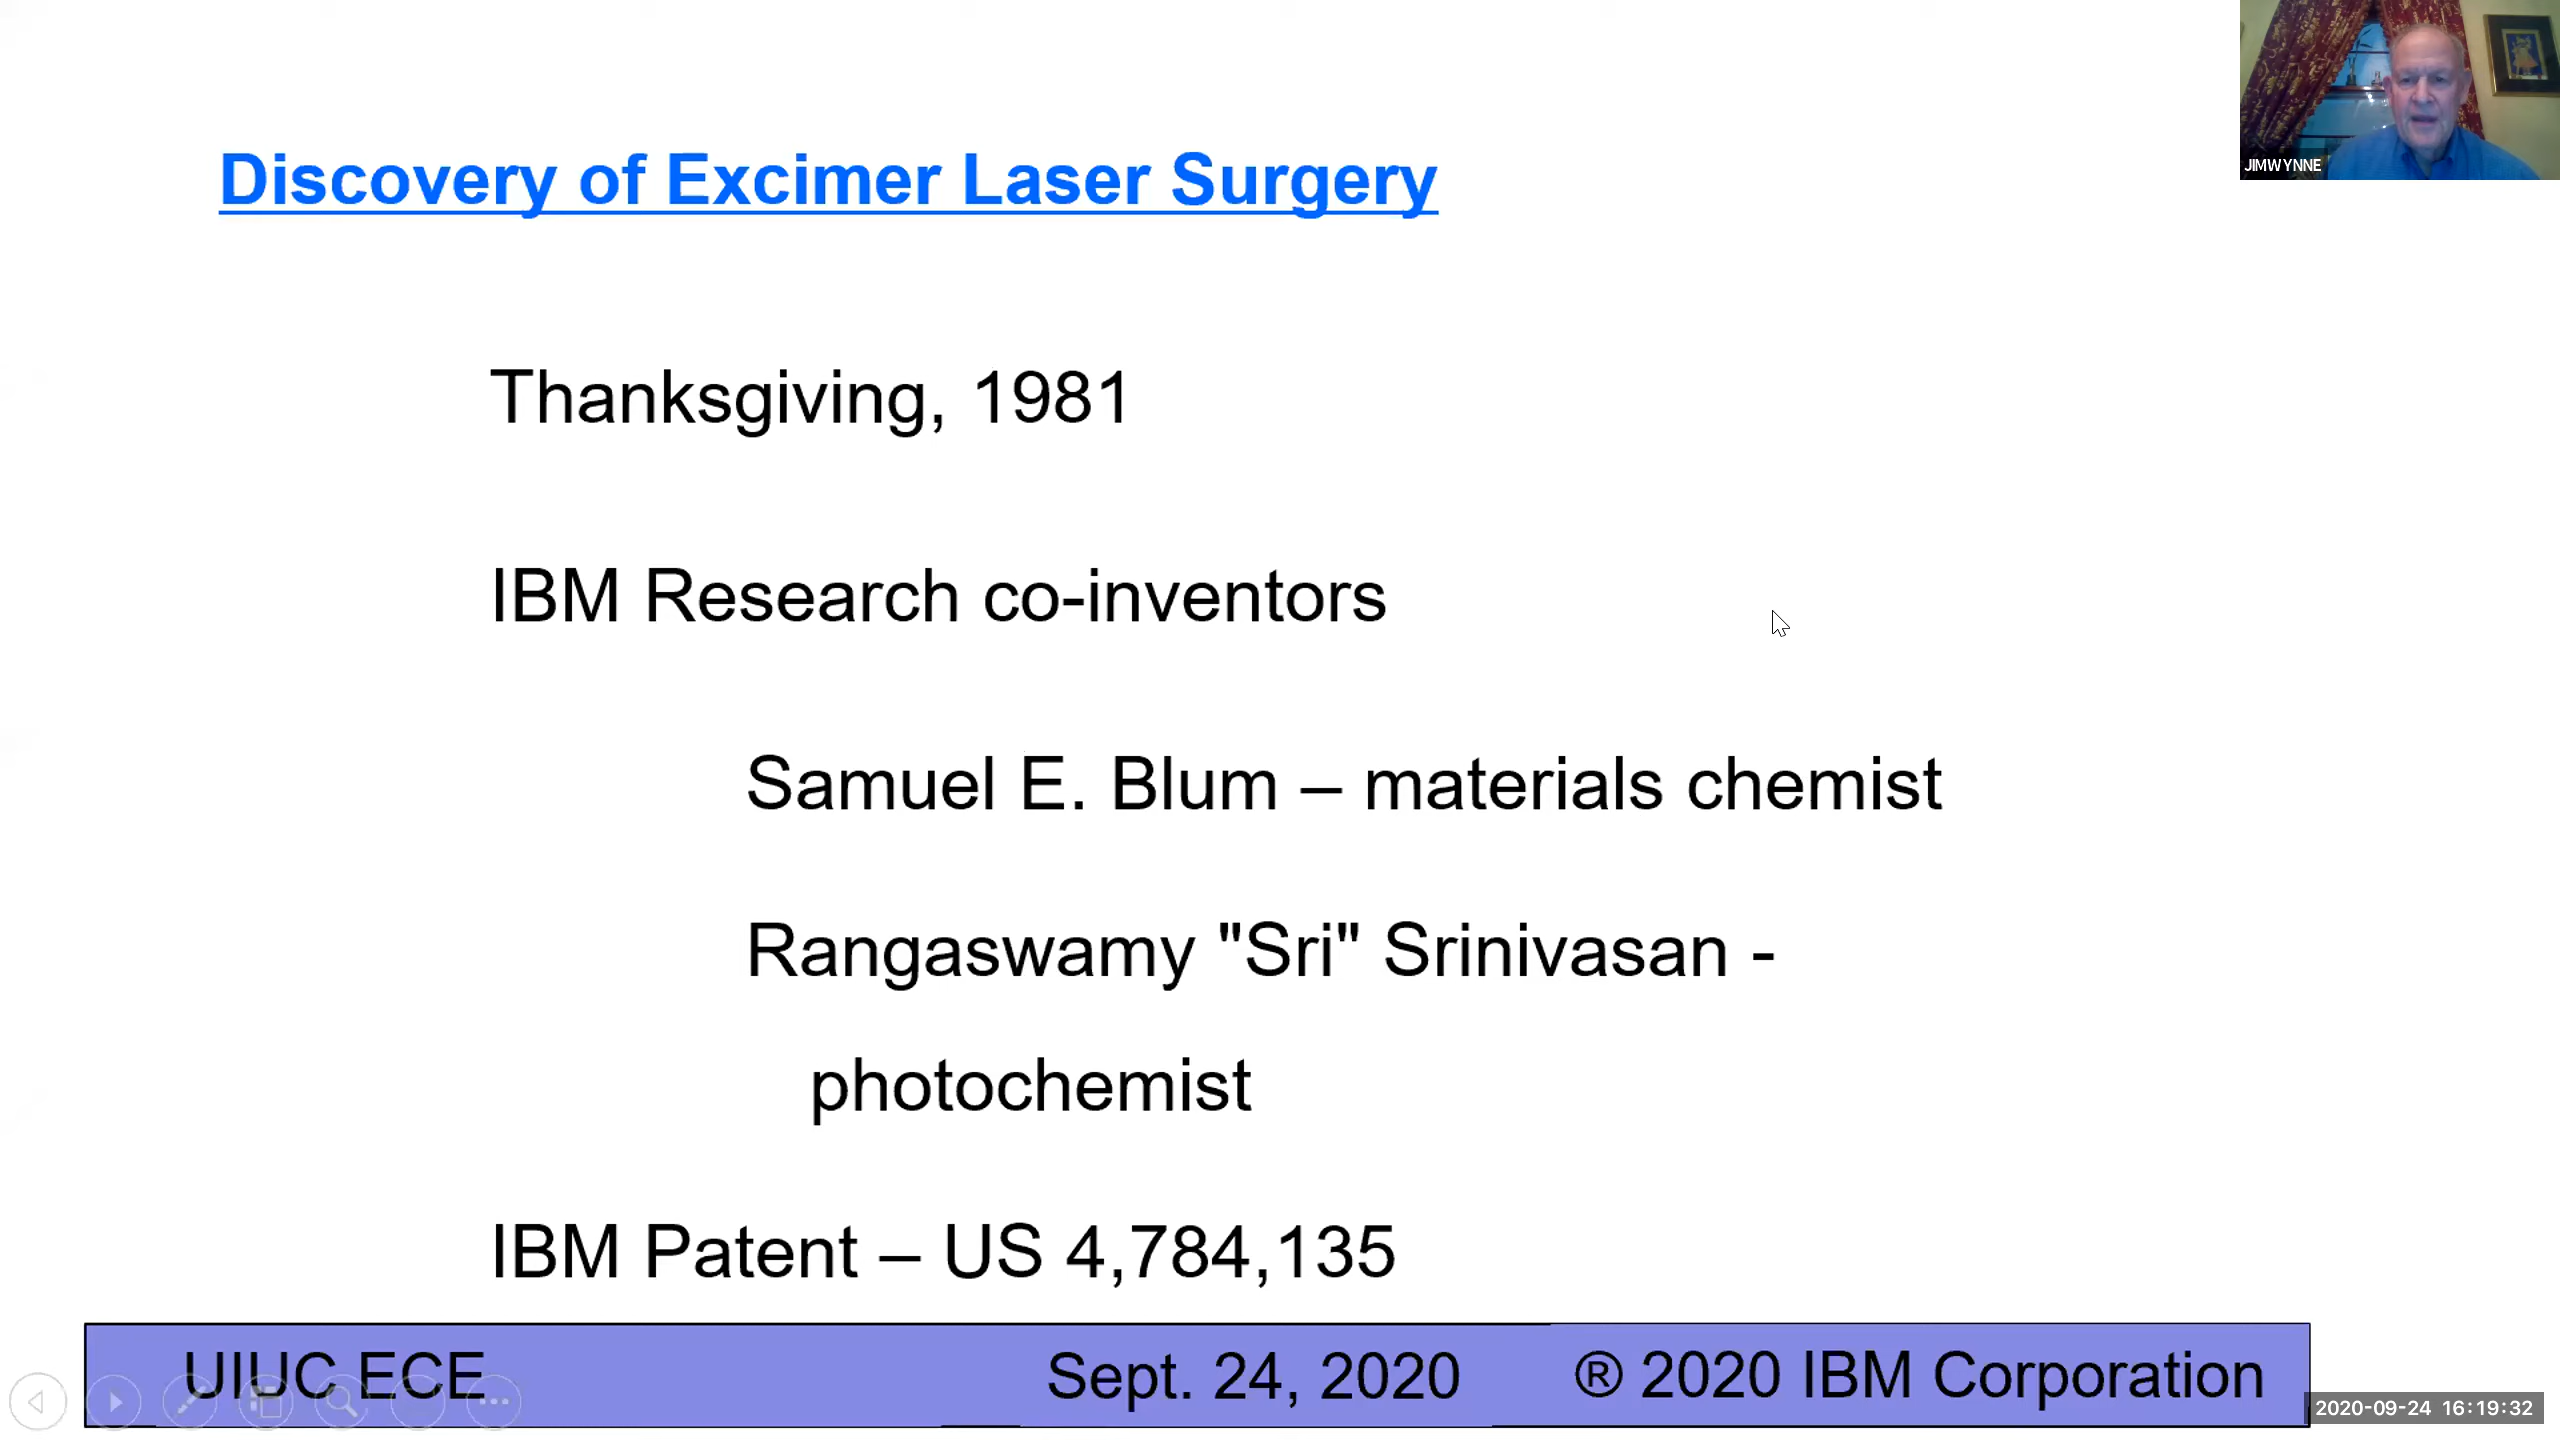 JIMWYNNE
Discovery of Excimer Laser Surgery
Thanksgiving, 1981
IBM Research co-inventors
Samuel E. Blum – materials chemist
Rangaswamy "Sri" Srinivasan -
photochemist
IBM Patent – US 4,784,135
UIUC ECE Sept. 24, 2020 ® 2020 IBM Corporation
2020-09-24 16:19:32